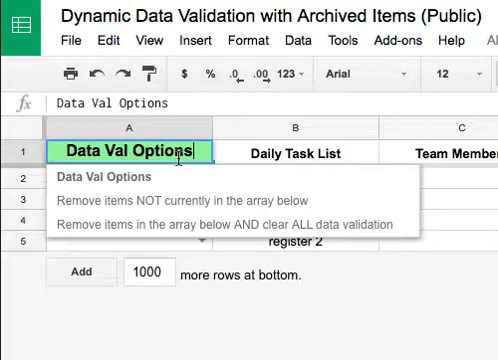 Dynamic Data Validation with Archived Items (Public)
File Edit View Insert Format Data Tools Add-ons Help
$ % .0 .00 123 Arial 12
fx Data Val Options
A B C
1 Data Val Options Daily Task List Team Membe
2 Data Val Options
3 Remove items NOT currently in the array below
4 Remove items in the array below AND clear ALL data validation
5 register 2
Add 1000 more rows at bottom.